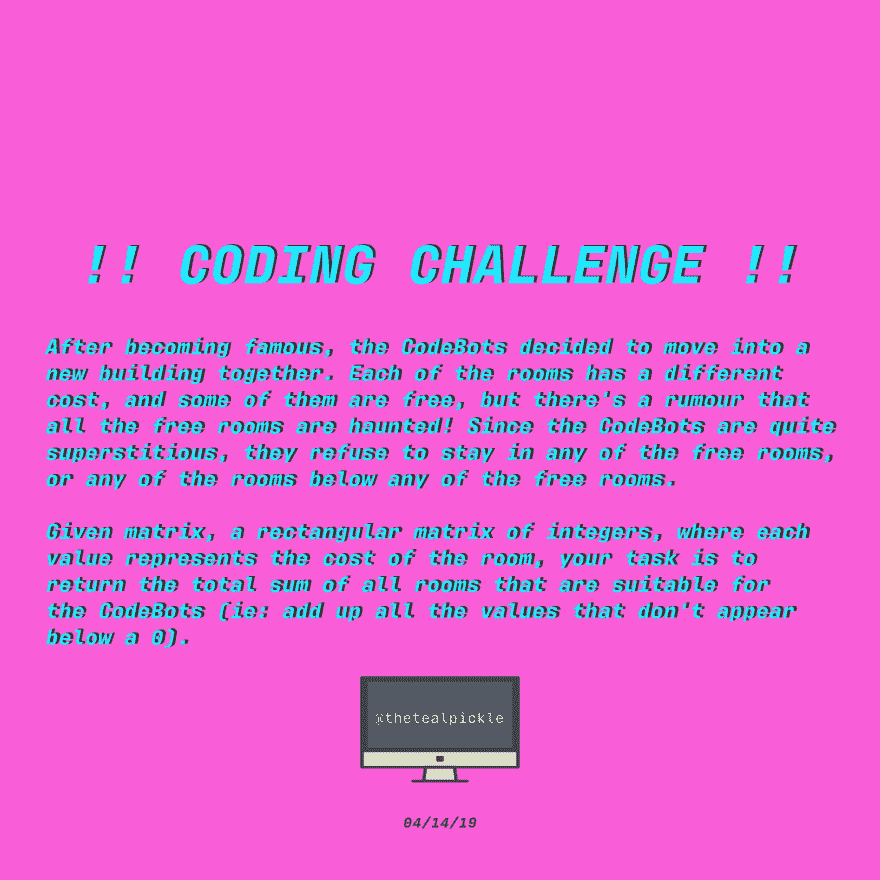 !! CODING CHALLENGE !!
After becoming famous, the CodeBots decided to move into a
new building together. Each of the rooms has a different
cost, and some of them are free, but there's a rumour that
all the free rooms are haunted! Since the CodeBots are quite
superstitious, they refuse to stay in any of the free rooms,
or any of the rooms below any of the free rooms.
Given matrix, a rectangular matrix of integers, where each
value represents the cost of the room, your task is to
return the total sum of all rooms that are suitable for
the CodeBots (ie: add up all the values that don't appear
below a 0).
@thetealpickle
04/14/19